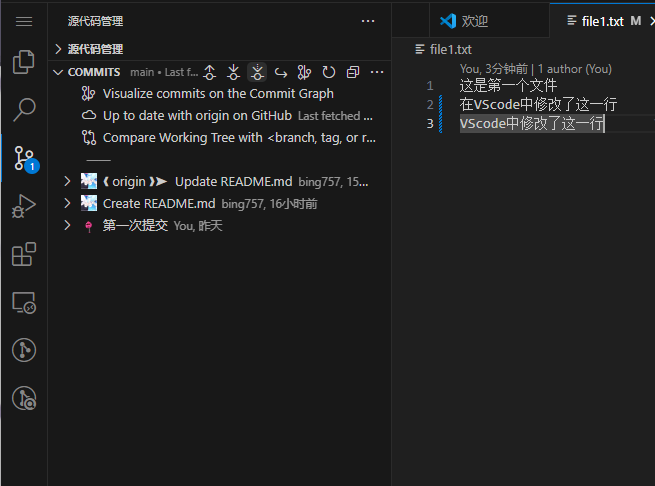 源代码管理 ···
源代码管理
COMMITS main • Last f... ···
Visualize commits on the Commit Graph
Up to date with origin on GitHub Last fetched ...
Compare Working Tree with <branch, tag, or r...
origin Update README.md bing757, 15...
Create README.md bing757, 16小时前
第一次提交 You, 昨天
1
欢迎
file1.txt M
file1.txt
You, 3分钟前 | 1 author (You)
1 这是第一个文件
2 在VScode中修改了这一行
3 VScode中修改了这一行